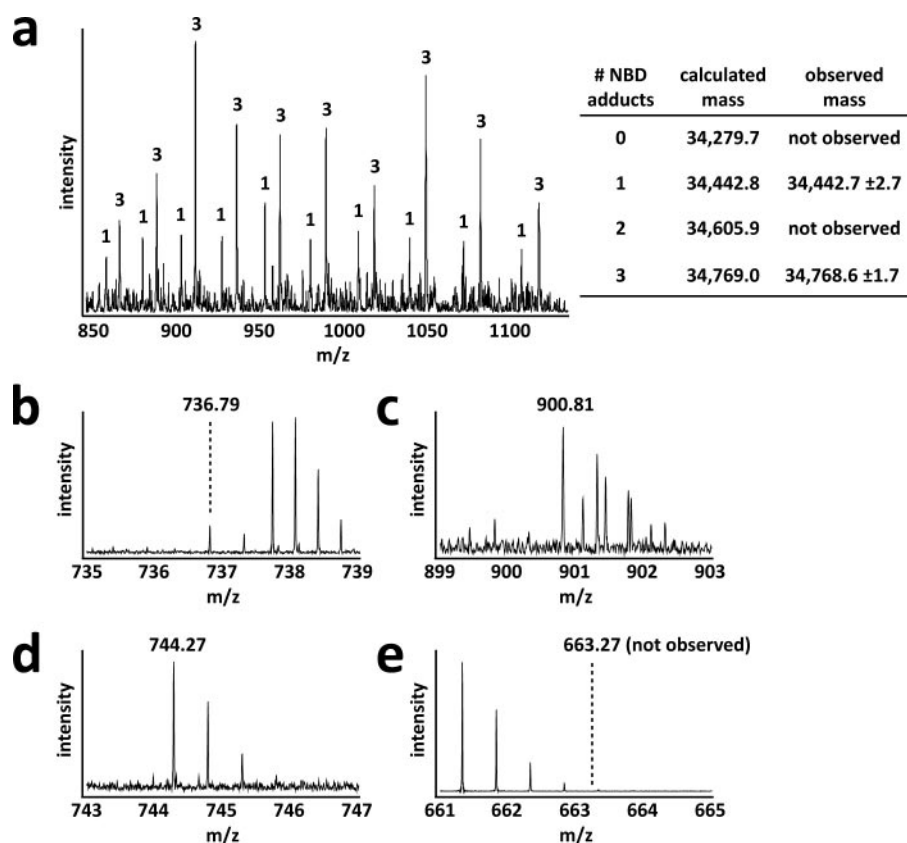 a
3
3
3
3
3
3
3
3
3
3
1
1
1
1
1
1
1
1
1
1
intensity
850 900 950 1000 1050 1100
m/z
# NBD adducts calculated mass observed mass
0 34,279.7 not observed
1 34,442.8 34,442.7 ±2.7
2 34,605.9 not observed
3 34,769.0 34,768.6 ±1.7
b
736.79
intensity
735 736 737 738 739
m/z
c
900.81
intensity
899 900 901 902 903
m/z
d
744.27
intensity
743 744 745 746 747
m/z
e
663.27 (not observed)
intensity
661 662 663 664 665
m/z